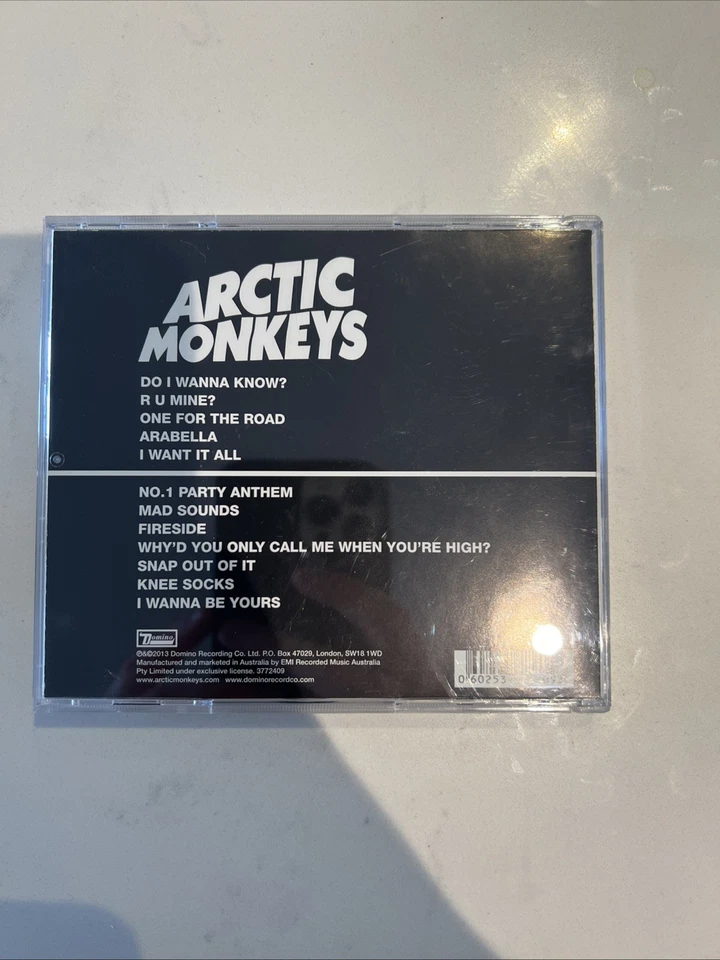 ARCTIC
MONKEYS
DO I WANNA KNOW?
R U MINE?
ONE FOR THE ROAD
ARABELLA
I WANT IT ALL
NO.1 PARTY ANTHEM
MAD SOUNDS
FIRESIDE
WHY'D YOU ONLY CALL ME WHEN YOU'RE HIGH?
SNAP OUT OF IT
KNEE SOCKS
I WANNA BE YOURS
Domino
℗&©2013 Domino Recording Co. Ltd. P.O. Box 47029, London, SW18 1WD
Manufactured and marketed in Australia by EMI Recorded Music Australia
Pty Limited under exclusive license. 3772409
www.arcticmonkeys.com www.dominorecordco.com
0 60253